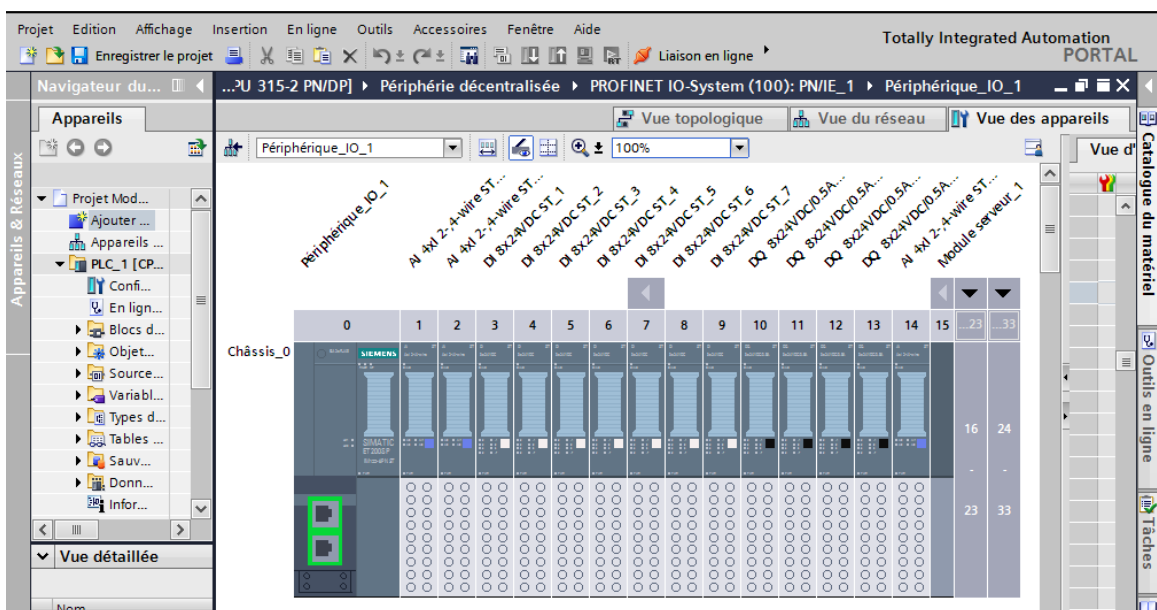 Projet Edition Affichage Insertion En ligne Outils Accessoires Fenêtre Aide
Totally Integrated Automation
PORTAL
Enregistrer le projet
Liaison en ligne
Navigateur du...
...PU 315-2 PN/DP] Périphérie décentralisée PROFINET IO-System (100): PN/IE_1 Périphérique_IO_1
Appareils
Vue topologique Vue du réseau Vue des appareils
Périphérique_IO_1
100%
Vue d'
Appareils & Réseaux
Projet Mod...
Ajouter ...
Appareils ...
PLC_1 [CP...
Confi...
En lign...
Blocs d...
Objet...
Source...
Variabl...
Types d...
Tables ...
Sauv...
Donn...
Infor...
Vue détaillée
Nom
Périphérique_IO_1
AI 4xI 2-,4-wire ST...
AI 4xI 2-,4-wire ST...
DI 8x24VDC ST_1
DI 8x24VDC ST_2
DI 8x24VDC ST_3
DI 8x24VDC ST_4
DI 8x24VDC ST_5
DI 8x24VDC ST_6
DI 8x24VDC ST_7
DQ 8x24VDC/0.5A...
DQ 8x24VDC/0.5A...
DQ 8x24VDC/0.5A...
AI 4xI 2-,4-wire ST...
Module serveur_1
0 1 2 3 4 5 6 7 8 9 10 11 12 13 14 15 ...23 ...33
Châssis_0
SIEMENS
SIMATIC
ET 200SP
16 24
- -
23 33
Catalogue du matériel
Outils en ligne
Tâches